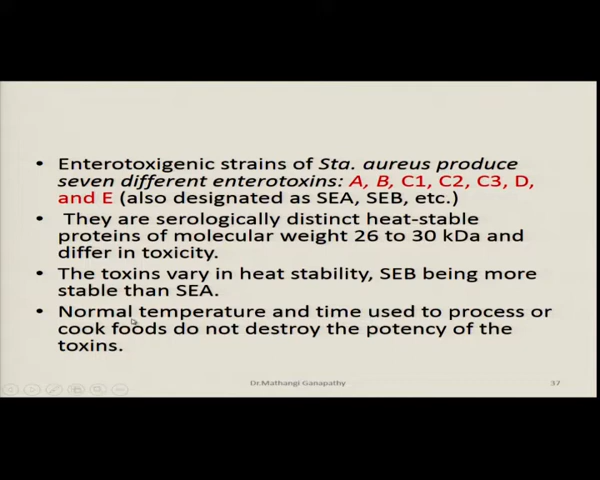 • Enterotoxigenic strains of Sta. aureus produce
seven different enterotoxins: A, B, C1, C2, C3, D,
and E (also designated as SEA, SEB, etc.)
• They are serologically distinct heat-stable
proteins of molecular weight 26 to 30 kDa and
differ in toxicity.
• The toxins vary in heat stability, SEB being more
stable than SEA.
• Normal temperature and time used to process or
cook foods do not destroy the potency of the
toxins.
Dr.Mathangi Ganapathy 37